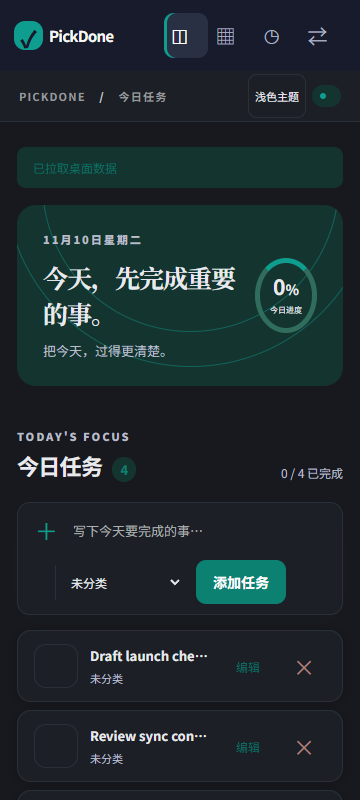 PickDone
PICKDONE / 今日任务
浅色主题
已拉取桌面数据
11月10日星期二
今天，先完成重要
的事。
把今天，过得更清楚。
0%
今日进度
TODAY'S FOCUS
今日任务 4
0 / 4 已完成
写下今天要完成的事…
未分类
添加任务
Draft launch che…
未分类
编辑
Review sync con…
未分类
编辑